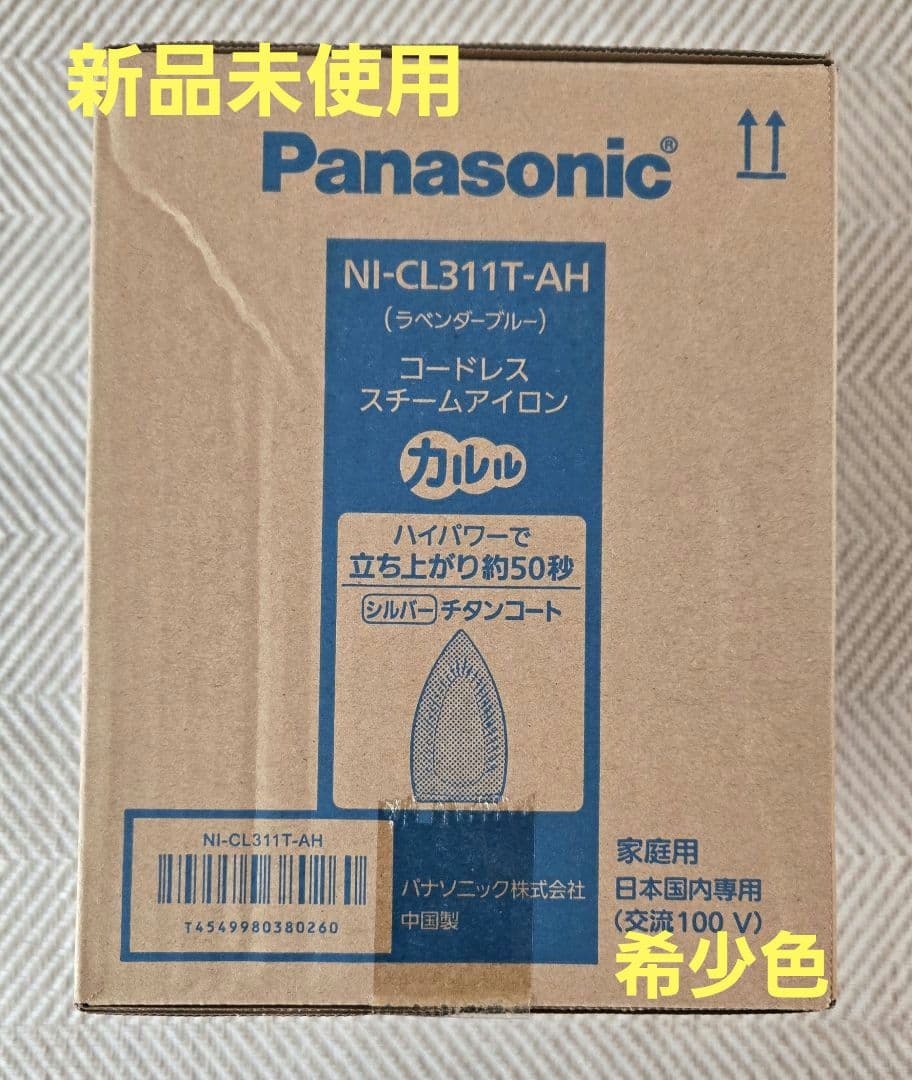 新品未使用
Panasonic®
NI-CL311T-AH
(ラベンダーブルー)
コードレス
スチームアイロン
カルル
ハイパワーで
立ち上がり約50秒
シルバー チタンコート
NI-CL311T-AH
T4549980380260
パナソニック株式会社
中国製
家庭用
日本国内専用
(交流100 V)
希少色